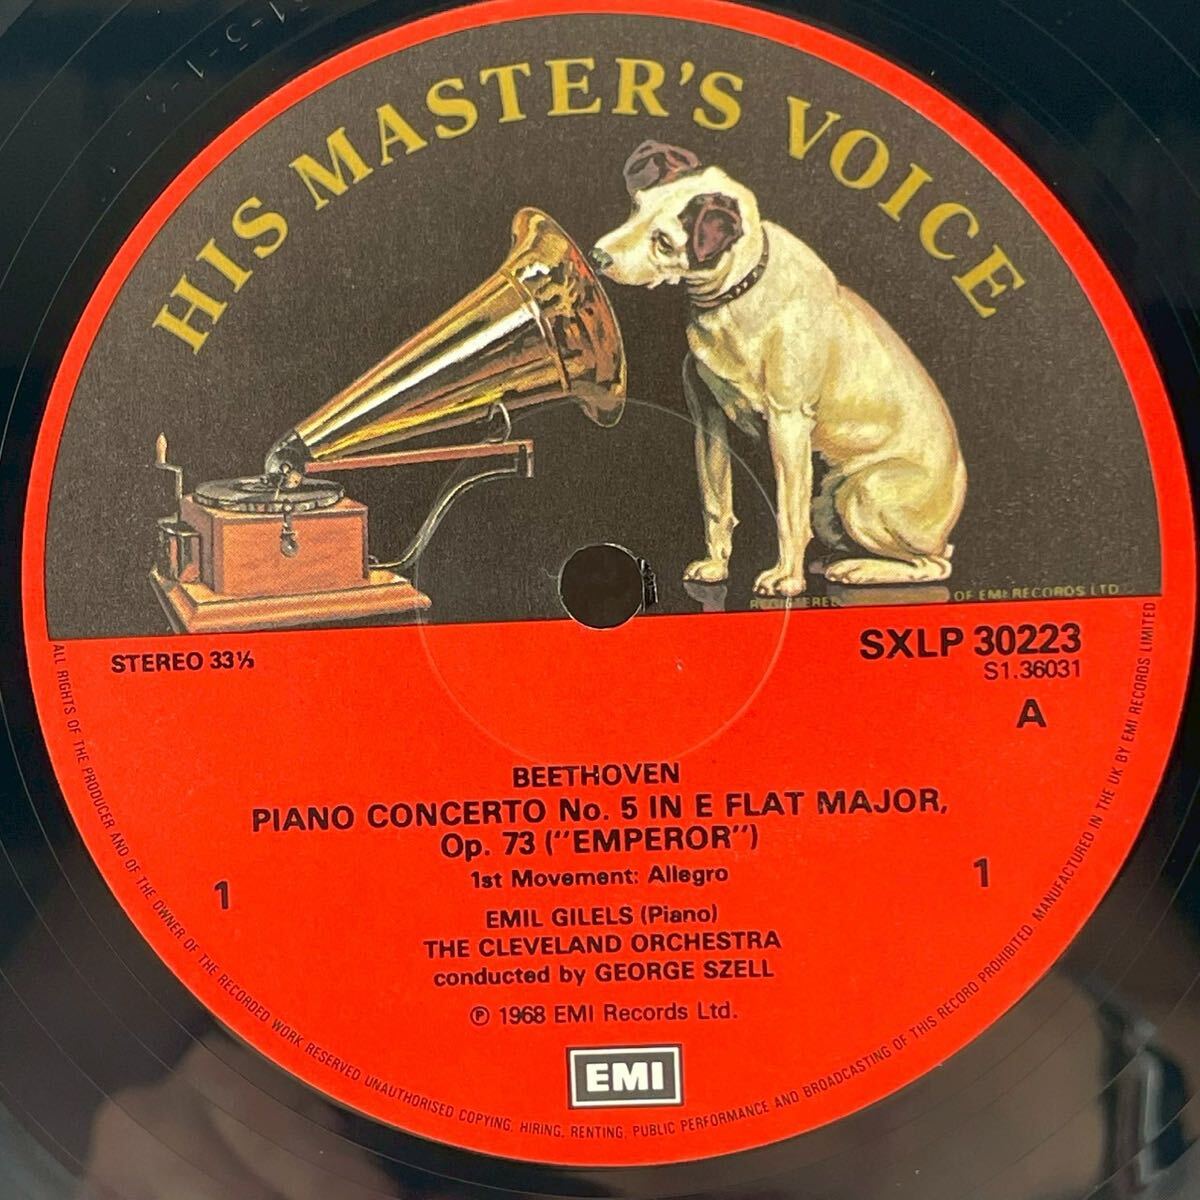 HIS MASTER'S VOICE
OF EMI RECORDS LTD
STEREO 33⅓
SXLP 30223
S1.36031
A
BEETHOVEN
PIANO CONCERTO No. 5 IN E FLAT MAJOR,
Op. 73 ("EMPEROR")
1st Movement: Allegro
1
1
EMIL GILELS (Piano)
THE CLEVELAND ORCHESTRA
conducted by GEORGE SZELL
℗ 1968 EMI Records Ltd.
EMI
ALL RIGHTS OF THE PRODUCER AND OF THE OWNER OF THE RECORDED WORK RESERVED UNAUTHORISED COPYING, HIRING, RENTING, PUBLIC PERFORMANCE AND BROADCASTING OF THIS RECORD PROHIBITED. MANUFACTURED IN THE UK BY EMI RECORDS LIMITED